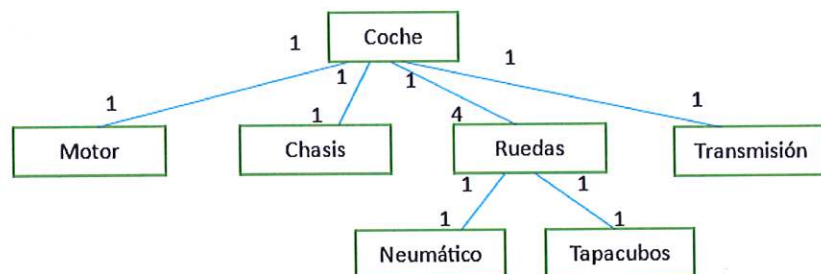 Coche
1 1 1 1
1 1 4 1
Motor Chasis Ruedas Transmisión
1 1
1 1
Neumático Tapacubos